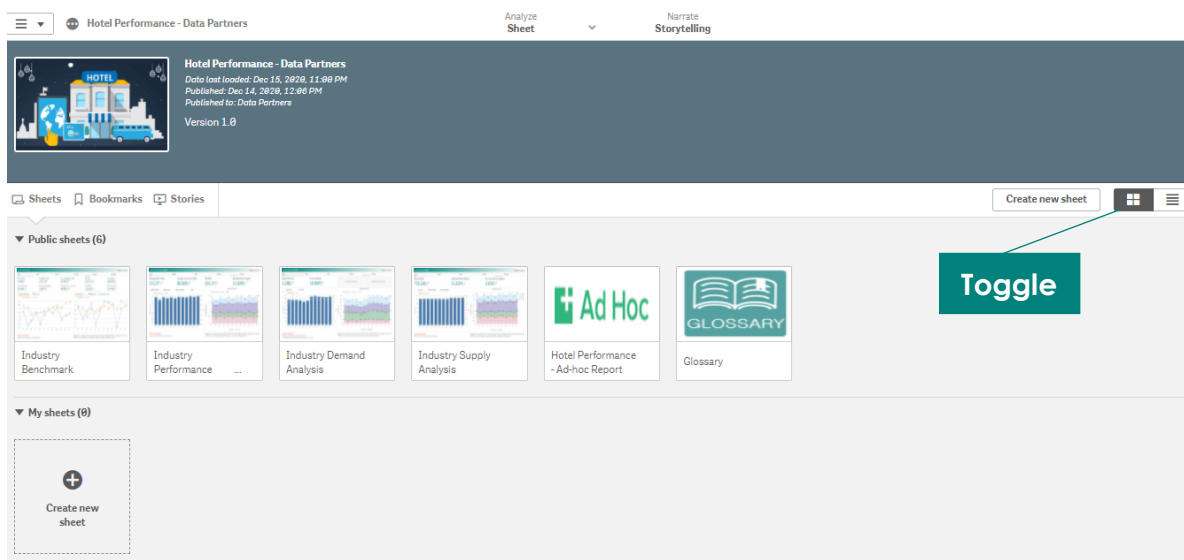 Hotel Performance - Data Partners
Analyze
Sheet
Narrate
Storytelling
HOTEL
Hotel Performance - Data Partners
Data last loaded: Dec 15, 2020, 11:00 PM
Published: Dec 14, 2020, 12:06 PM
Published to: Data Partners
Version 1.0
Sheets Bookmarks Stories
Create new sheet
Toggle
Public sheets (6)
Ad Hoc
GLOSSARY
Industry
Benchmark
Industry
Performance ...
Industry Demand
Analysis
Industry Supply
Analysis
Hotel Performance
- Ad-hoc Report
Glossary
My sheets (0)
Create new
sheet